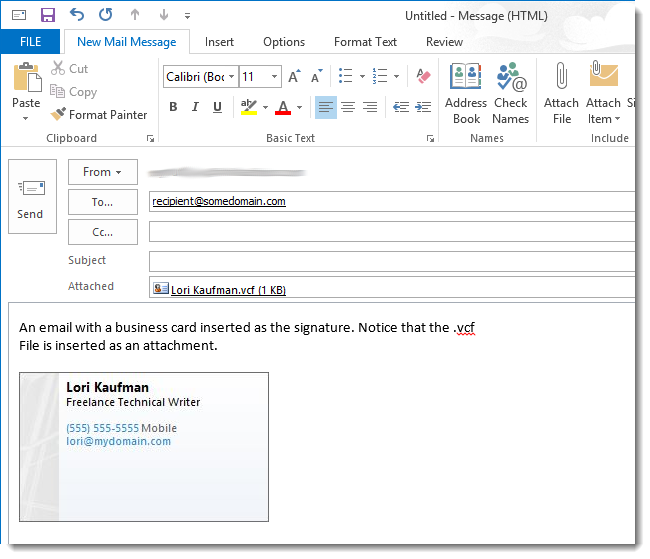 Untitled - Message (HTML)
FILE New Mail Message Insert Options Format Text Review
Paste
Cut
Copy
Format Painter
Clipboard
Calibri (Boc 11 A A
B I U ab A
Basic Text
Address Book
Check Names
Names
Attach File
Attach Item
Include
Send
From
To... recipient@somedomain.com
Cc...
Subject
Attached Lori Kaufman.vcf (1 KB)
An email with a business card inserted as the signature. Notice that the .vcf
File is inserted as an attachment.
Lori Kaufman
Freelance Technical Writer
(555) 555-5555 Mobile
lori@mydomain.com